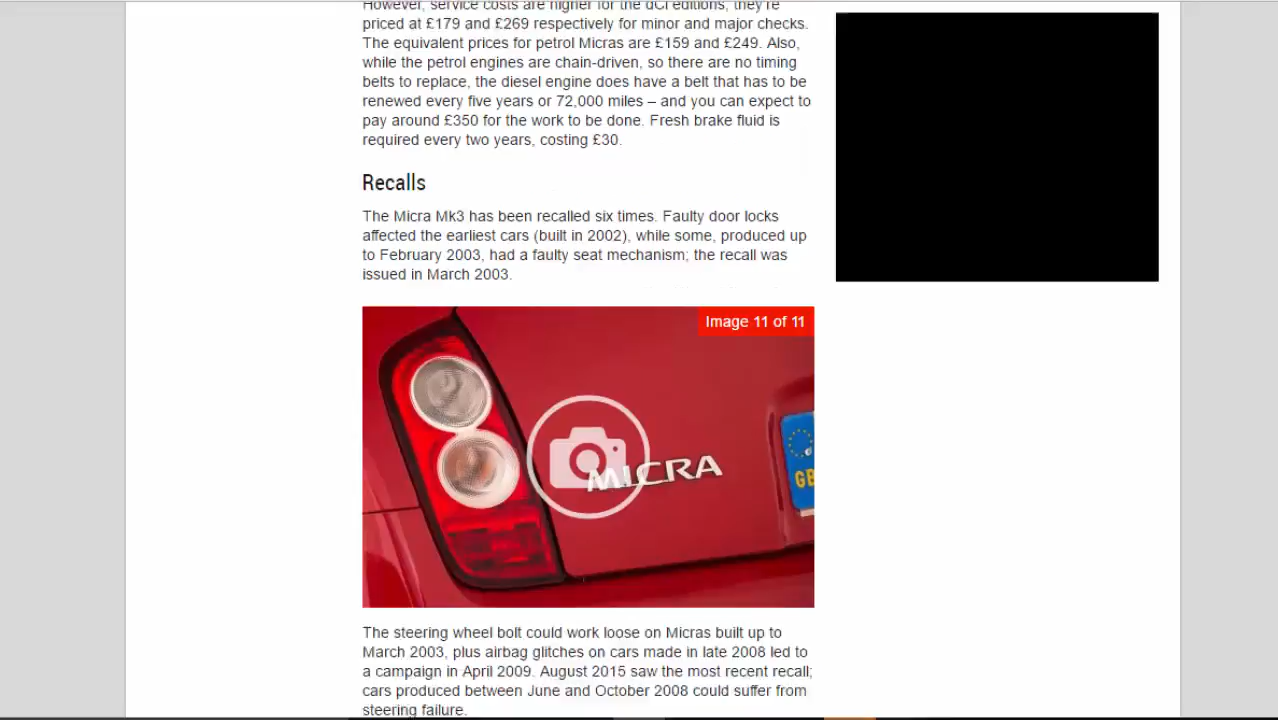 However, service costs are higher for the dCi editions; they're
priced at £179 and £269 respectively for minor and major checks.
The equivalent prices for petrol Micras are £159 and £249. Also,
while the petrol engines are chain-driven, so there are no timing
belts to replace, the diesel engine does have a belt that has to be
renewed every five years or 72,000 miles – and you can expect to
pay around £350 for the work to be done. Fresh brake fluid is
required every two years, costing £30.
Recalls
The Micra Mk3 has been recalled six times. Faulty door locks
affected the earliest cars (built in 2002), while some, produced up
to February 2003, had a faulty seat mechanism; the recall was
issued in March 2003.
Image 11 of 11
MICRA
GB
The steering wheel bolt could work loose on Micras built up to
March 2003, plus airbag glitches on cars made in late 2008 led to
a campaign in April 2009. August 2015 saw the most recent recall;
cars produced between June and October 2008 could suffer from
steering failure.